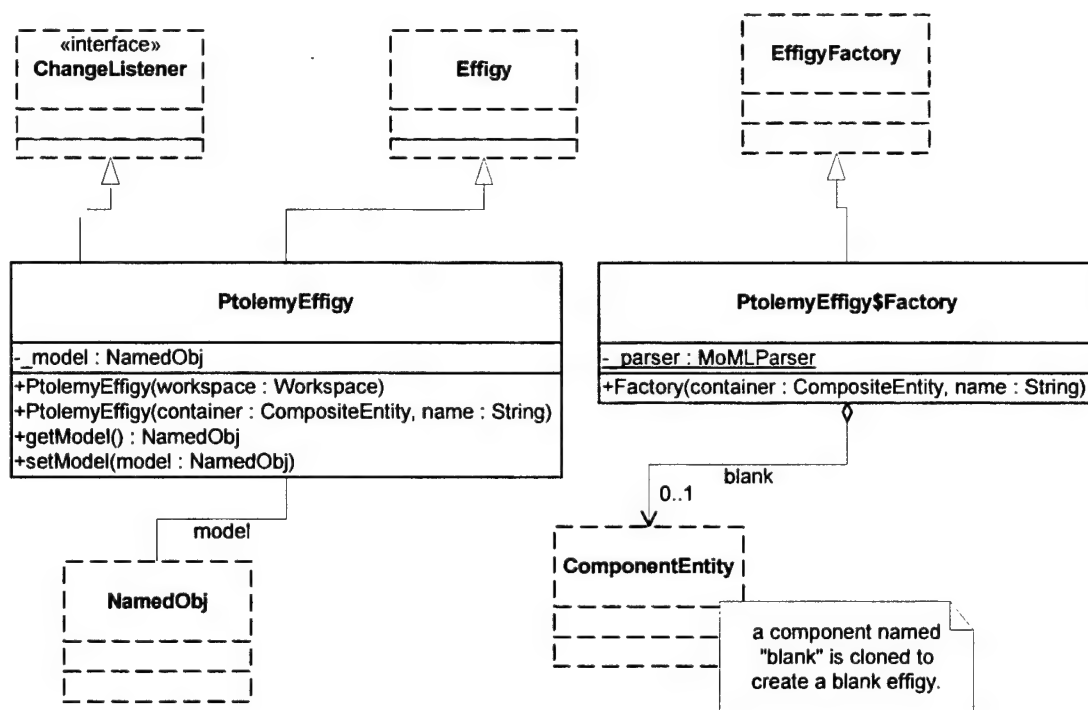 «interface»
ChangeListener
Effigy
EffigyFactory
PtolemyEffigy
-_model : NamedObj
+PtolemyEffigy(workspace : Workspace)
+PtolemyEffigy(container : CompositeEntity, name : String)
+getModel() : NamedObj
+setModel(model : NamedObj)
PtolemyEffigy$Factory
-_parser : MoMLParser
+Factory(container : CompositeEntity, name : String)
model
NamedObj
blank
0..1
ComponentEntity
a component named
"blank" is cloned to
create a blank effigy.